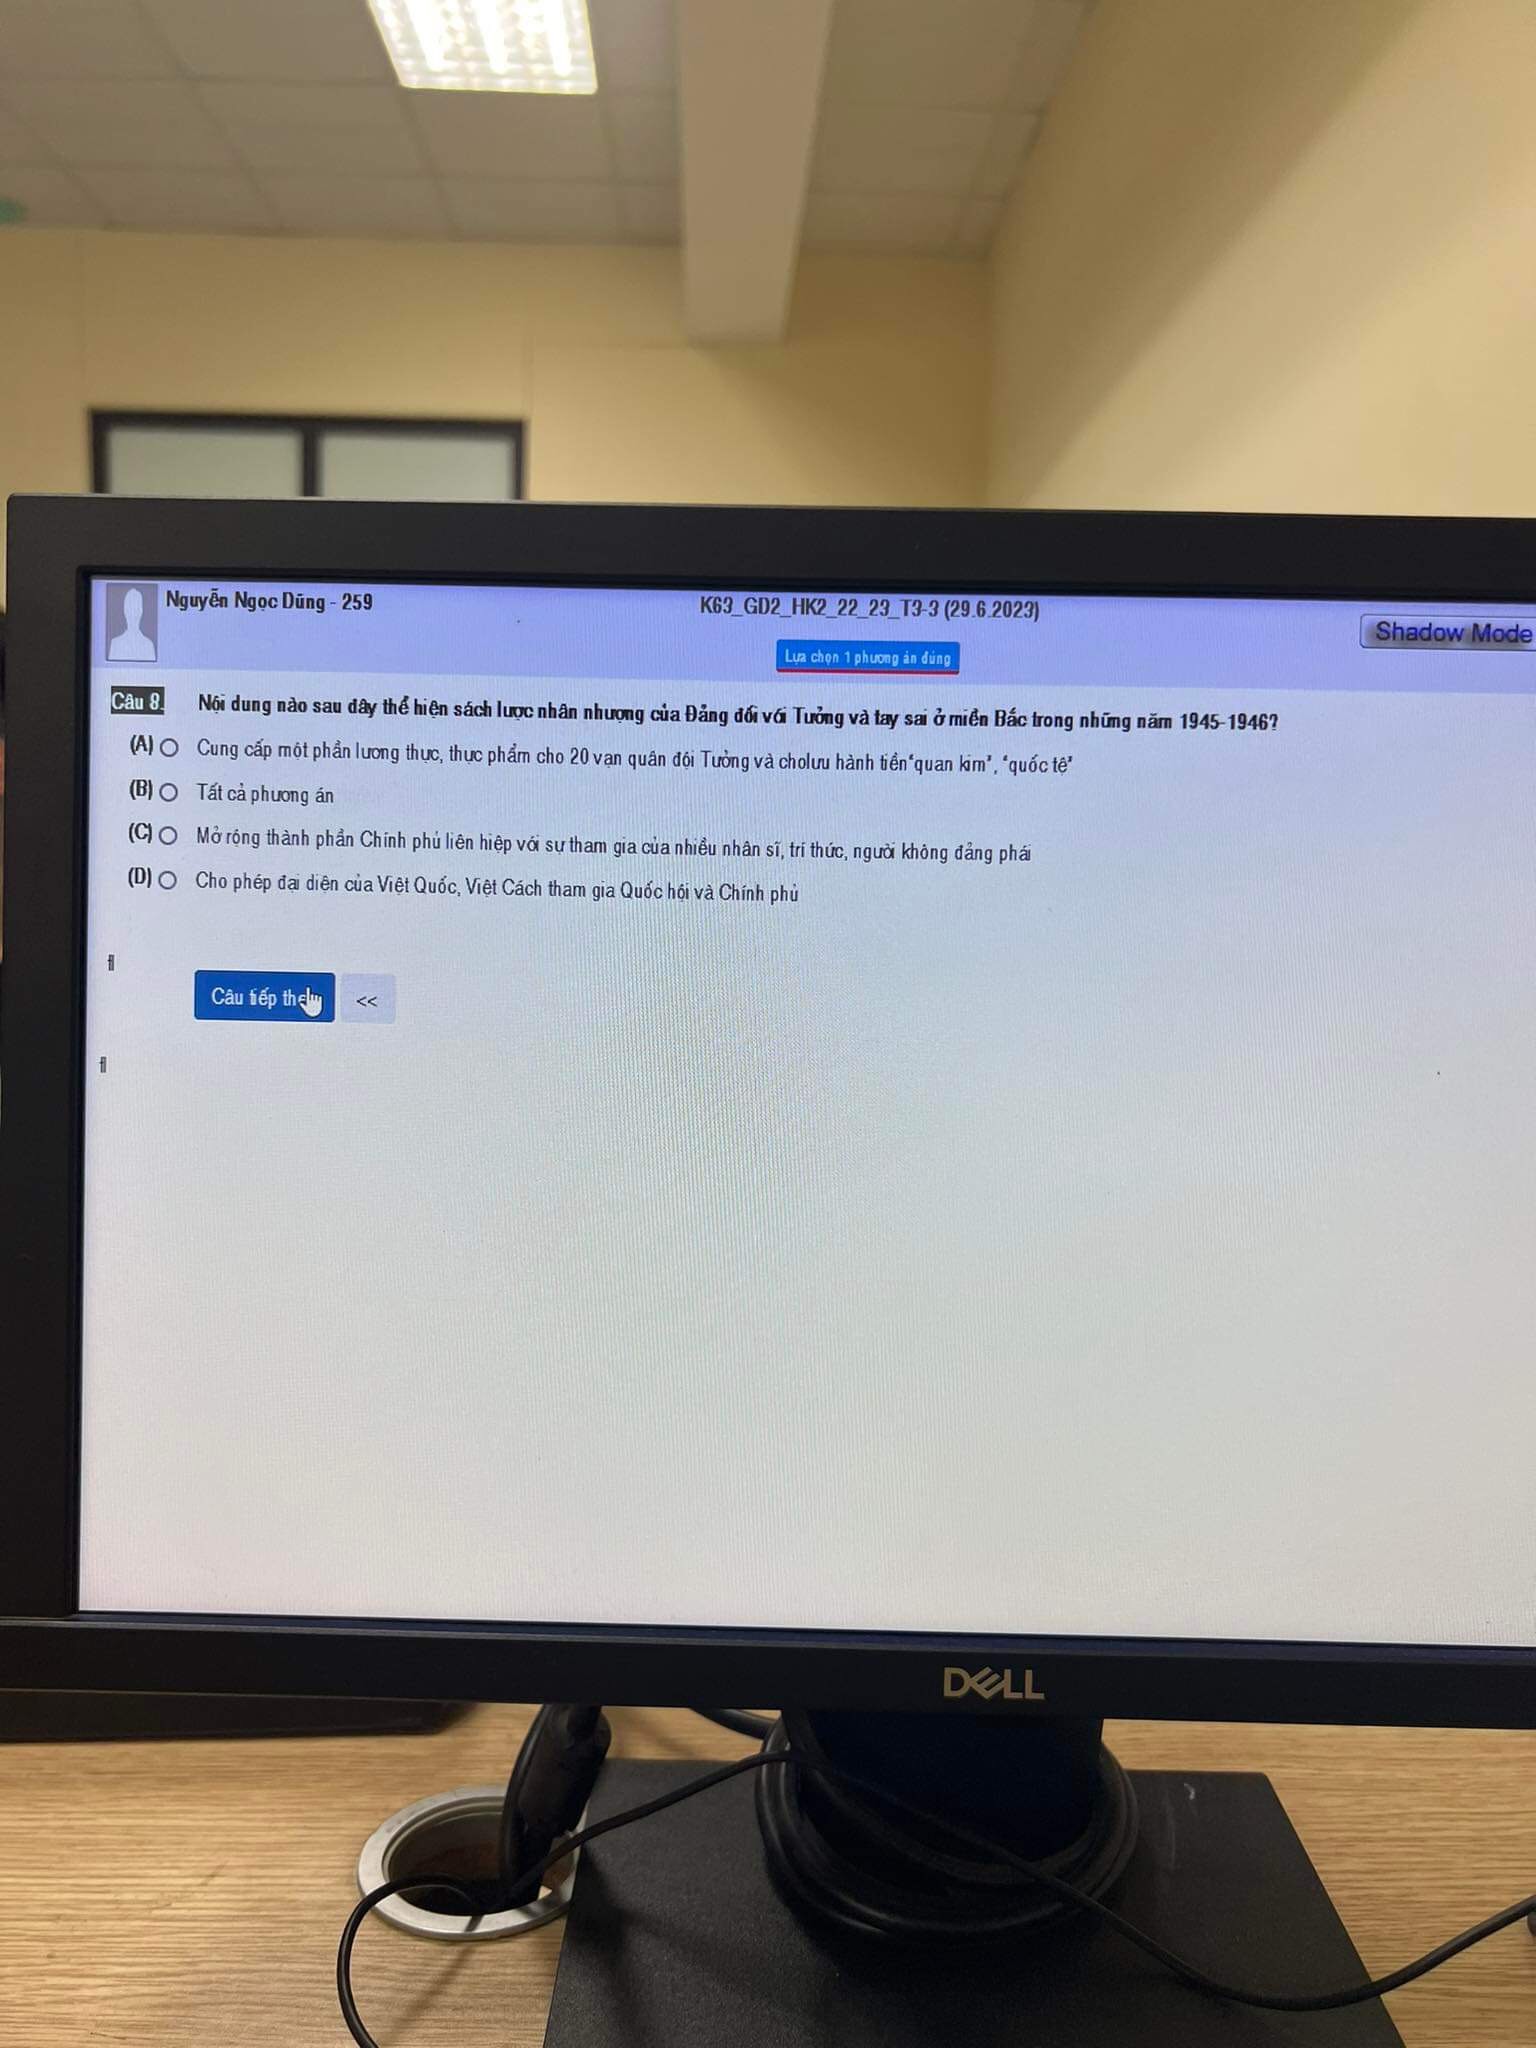 Nguyễn Ngọc Dũng - 259
K63_GD2_HK2_22_23_T3-3 (29.6.2023)
Shadow Mode
Lựa chọn 1 phương án đúng
Câu 8. Nội dung nào sau đây thể hiện sách lược nhân nhượng của Đảng đối với Tưởng và tay sai ở miền Bắc trong những năm 1945-1946?
(A) Cung cấp một phần lương thực, thực phẩm cho 20 vạn quân đội Tưởng và cho lưu hành tiền "quan kim", "quốc tệ"
(B) Tất cả phương án
(C) Mở rộng thành phần Chính phủ liên hiệp với sự tham gia của nhiều nhân sĩ, trí thức, người không đảng phái
(D) Cho phép đại diện của Việt Quốc, Việt Cách tham gia Quốc hội và Chính phủ
Câu tiếp theo <<
DELL